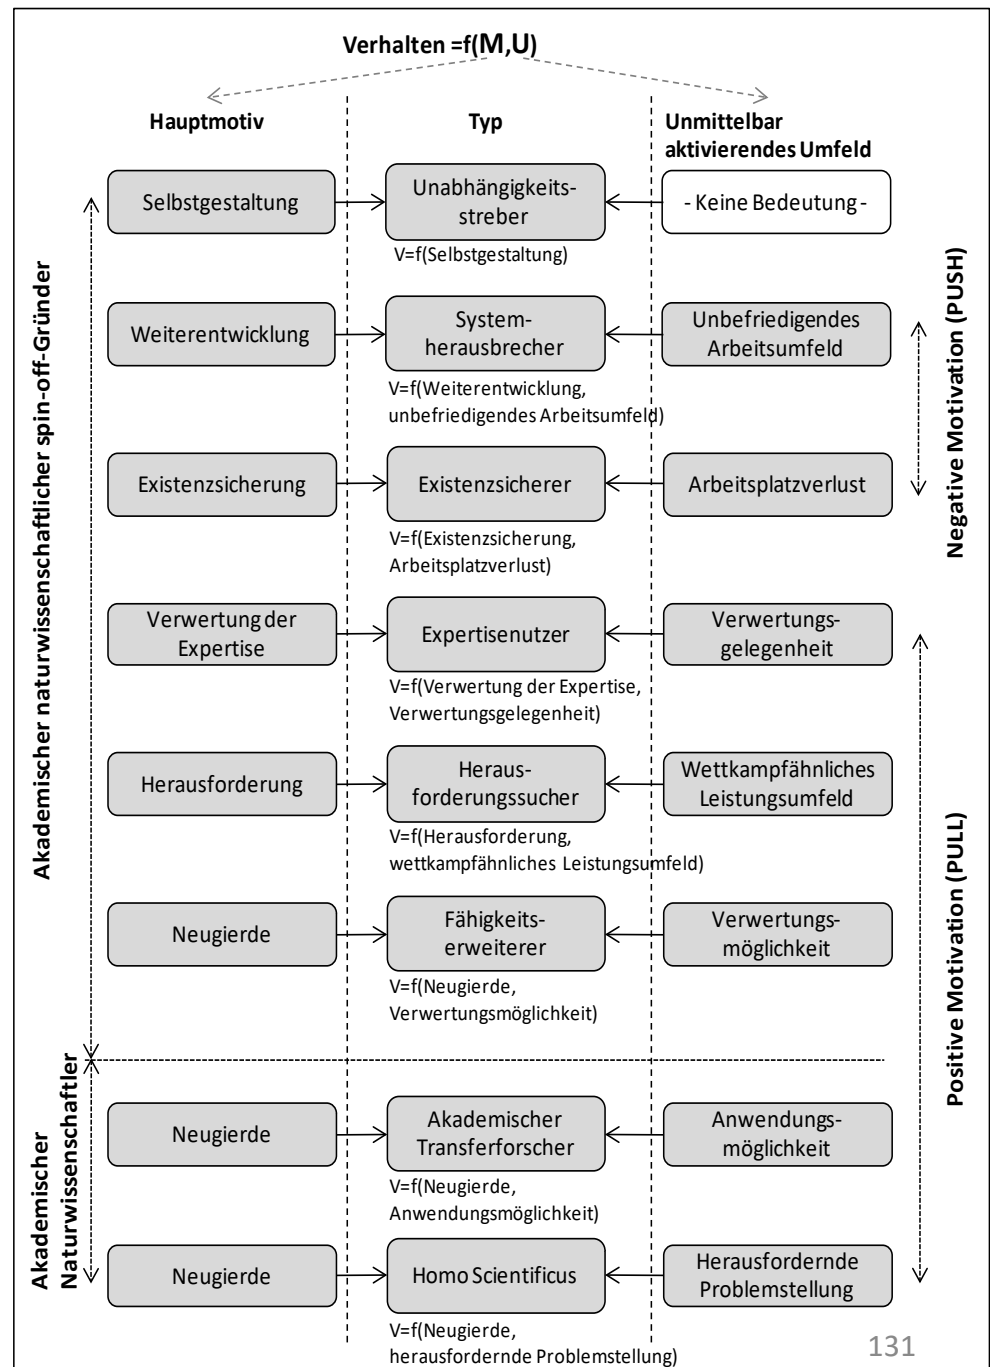 Verhalten =f(M,U)
Hauptmotiv
Typ
Unmittelbar
aktivierendes Umfeld
Selbstgestaltung
Unabhängigkeits-
streber
- Keine Bedeutung -
V=f(Selbstgestaltung)
Weiterentwicklung
System-
herausbrecher
Unbefriedigendes
Arbeitsumfeld
V=f(Weiterentwicklung,
unbefriedigendes Arbeitsumfeld)
Existenzsicherung
Existenzsicherer
Arbeitsplatzverlust
V=f(Existenzsicherung,
Arbeitsplatzverlust)
Verwertung der
Expertise
Expertisenutzer
Verwertungs-
gelegenheit
V=f(Verwertung der Expertise,
Verwertungsgelegenheit)
Herausforderung
Heraus-
forderungssucher
Wettkampfähnliches
Leistungsumfeld
V=f(Herausforderung,
wettkampfähnliches Leistungsumfeld)
Neugierde
Fähigkeits-
erweiterer
Verwertungs-
möglichkeit
V=f(Neugierde,
Verwertungsmöglichkeit)
Neugierde
Akademischer
Transferforscher
Anwendungs-
möglichkeit
V=f(Neugierde,
Anwendungsmöglichkeit)
Neugierde
Homo Scientificus
Herausfordernde
Problemstellung
V=f(Neugierde,
herausfordernde Problemstellung)
Akademischer naturwissenschaftlicher spin-off-Gründer
Akademischer
Naturwissenschaftler
Negative Motivation (PUSH)
Positive Motivation (PULL)
131